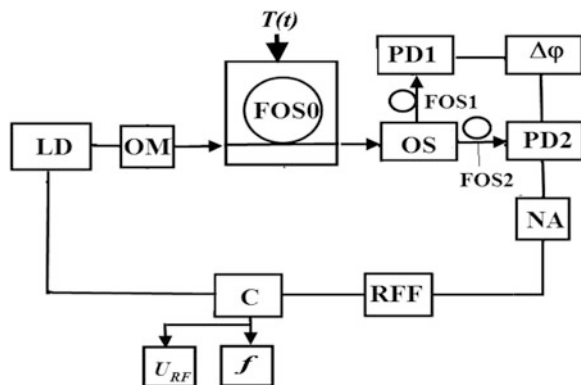 T(t)
PD1
Δφ
FOS0
FOS1
LD
OM
OS
PD2
FOS2
NA
C
RFF
U_RF
f